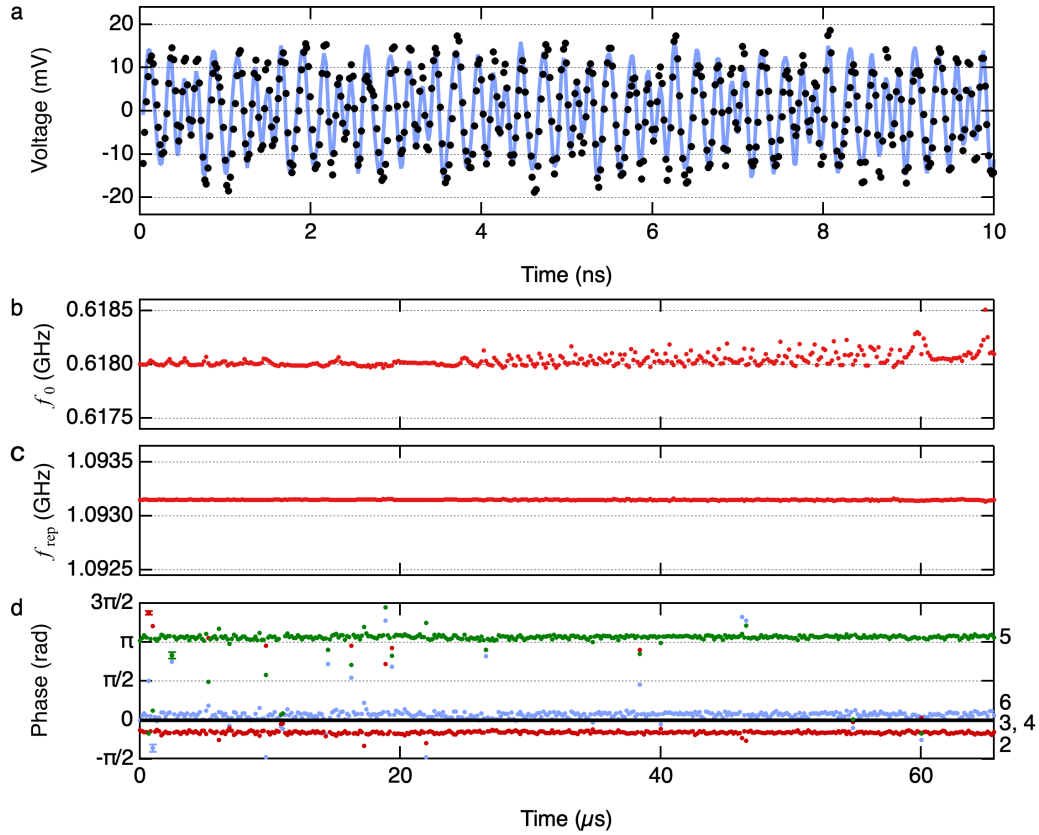 a
Voltage (mV)
20
10
0
-10
-20
0 2 4 6 8 10
Time (ns)
b
f0 (GHz)
0.6185
0.6180
0.6175
c
frep (GHz)
1.0935
1.0930
1.0925
d
Phase (rad)
3π/2
π
π/2
0
-π/2
5
6
3, 4
2
0 20 40 60
Time (µs)